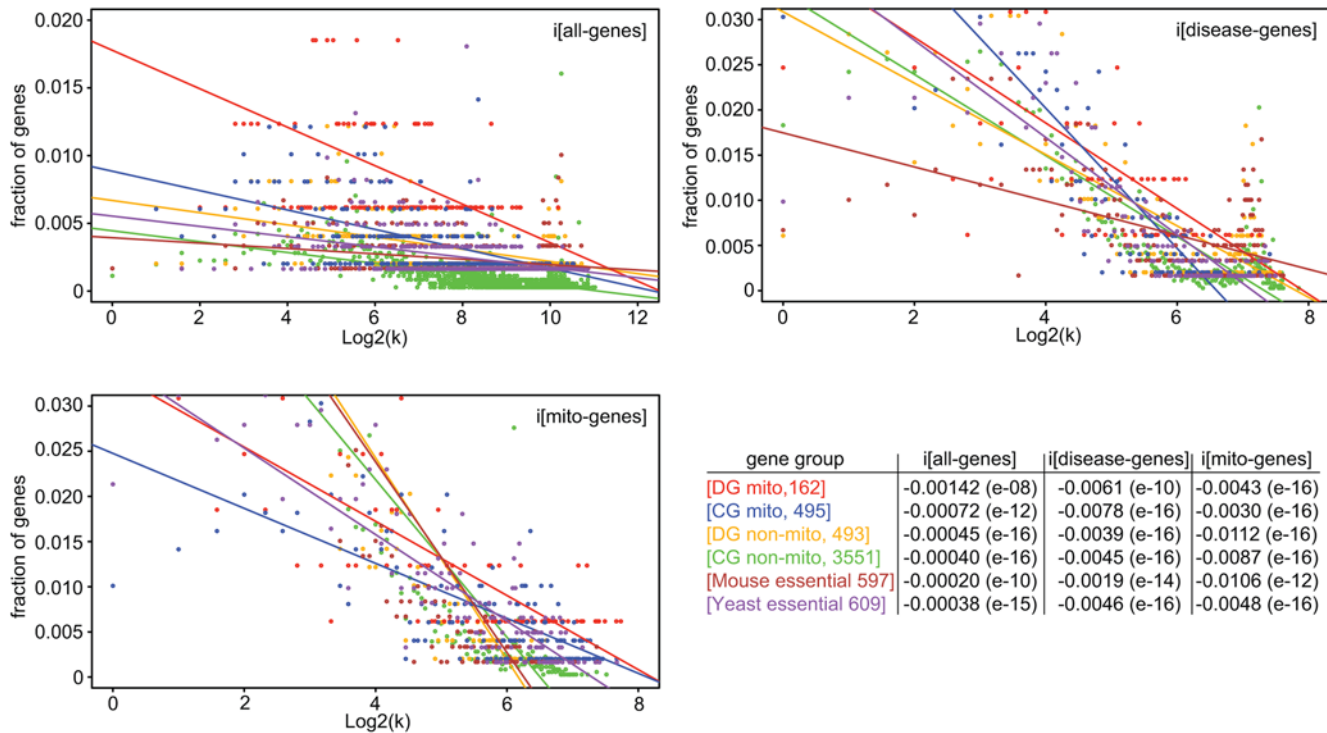 i[all-genes]
fraction of genes
0.020
0.015
0.010
0.005
0
0 2 4 6 8 10 12
Log2(k)
i[disease-genes]
fraction of genes
0.030
0.025
0.020
0.015
0.010
0.005
0
0 2 4 6 8
Log2(k)
i[mito-genes]
fraction of genes
0.030
0.025
0.020
0.015
0.010
0.005
0
0 2 4 6 8
Log2(k)
gene group i[all-genes] i[disease-genes] i[mito-genes]
[DG mito,162] -0.00142 (e-08) -0.0061 (e-10) -0.0043 (e-16)
[CG mito, 495] -0.00072 (e-12) -0.0078 (e-16) -0.0030 (e-16)
[DG non-mito, 493] -0.00045 (e-16) -0.0039 (e-16) -0.0112 (e-16)
[CG non-mito, 3551] -0.00040 (e-16) -0.0045 (e-16) -0.0087 (e-16)
[Mouse essential 597] -0.00020 (e-10) -0.0019 (e-14) -0.0106 (e-12)
[Yeast essential 609] -0.00038 (e-15) -0.0046 (e-16) -0.0048 (e-16)